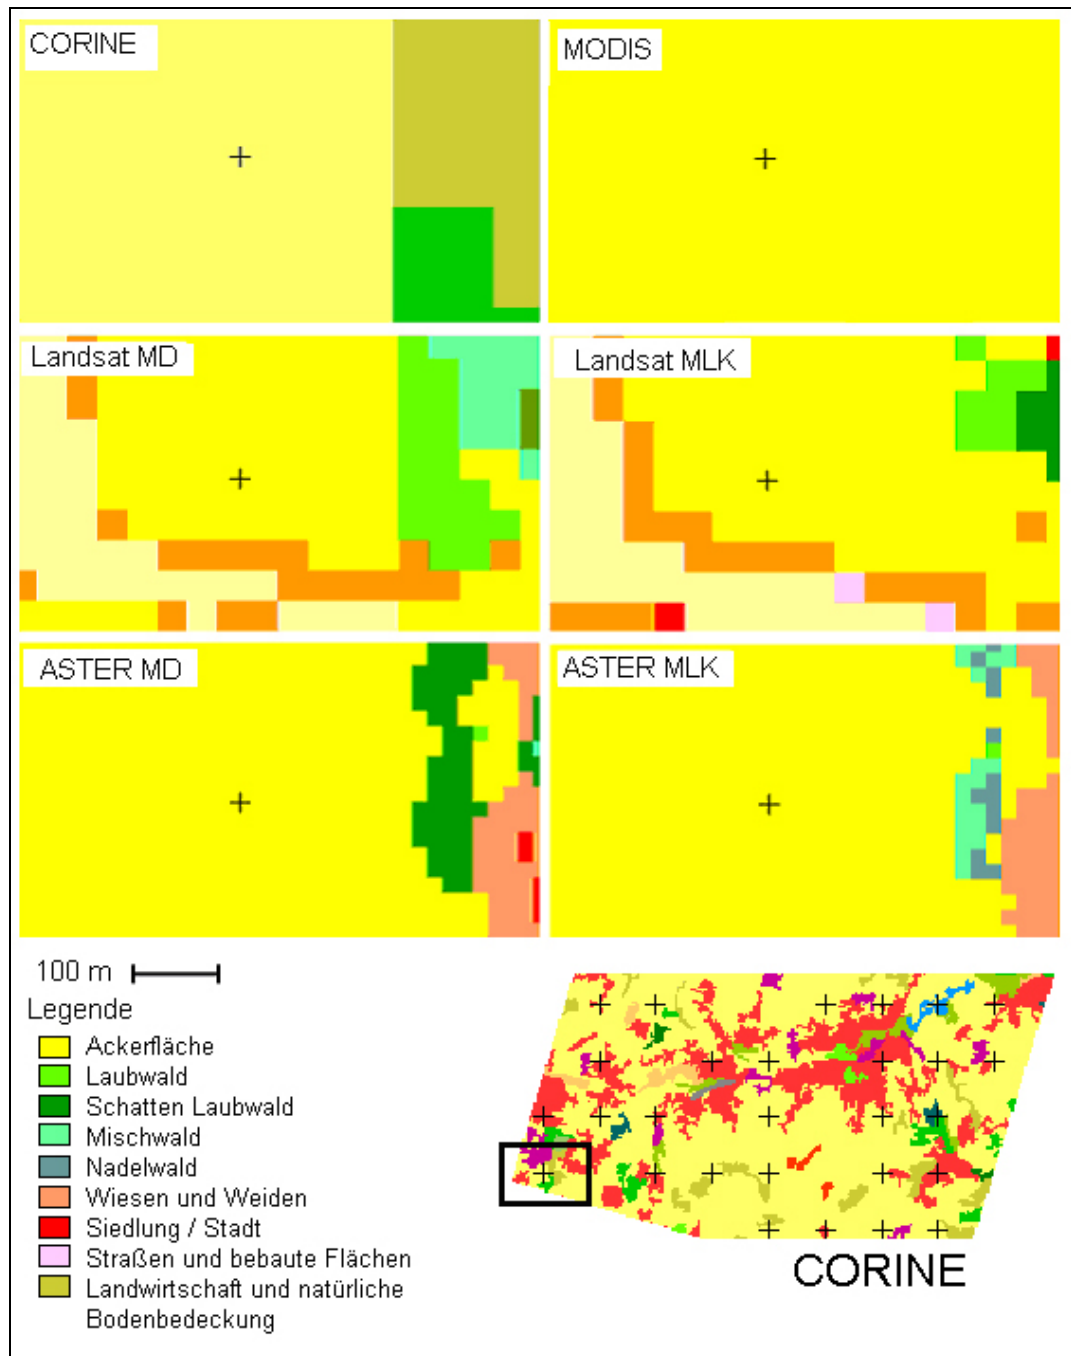 CORINE
MODIS
Landsat MD
Landsat MLK
ASTER MD
ASTER MLK
100 m
Legende
Ackerfläche
Laubwald
Schatten Laubwald
Mischwald
Nadelwald
Wiesen und Weiden
Siedlung / Stadt
Straßen und bebaute Flächen
Landwirtschaft und natürliche
Bodenbedeckung
CORINE